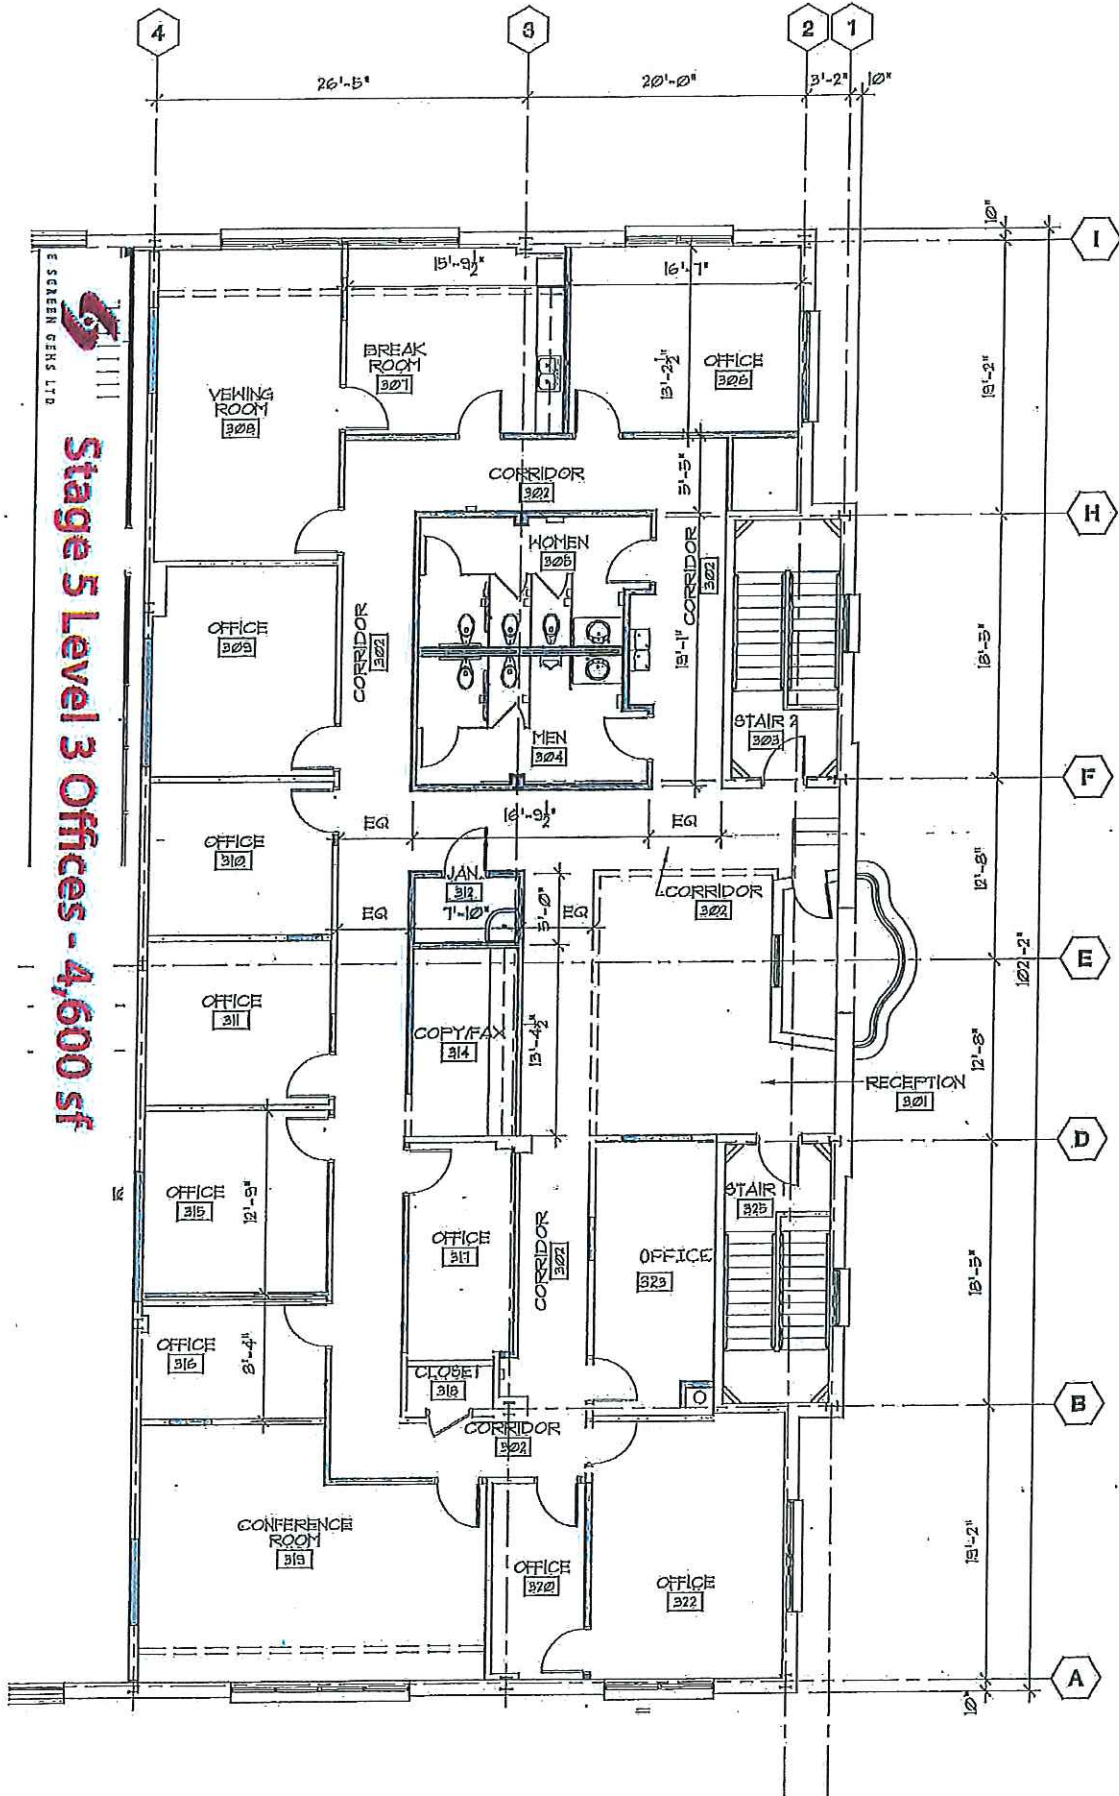 4
3
2
1
26'-5"
20'-0"
3'-2"
10"
10"
I
15'-9½"
16'-7"
19'-2"
E SCREEN GEMS LTD
BREAK
ROOM
307
OFFICE
306
13'-2½"
VEWING
ROOM
308
Stage 5 Level 3 Offices - 4,600 sf
CORRIDOR
302
5'-5"
H
WOMEN
305
CORRIDOR
302
OFFICE
309
CORRIDOR
302
19'-1"
18'-5"
STAIR 2
303
MEN
304
F
EQ
16'-9½"
EQ
OFFICE
310
JAN.
312
7'-10"
EQ
5'-0"
EQ
CORRIDOR
302
12'-8"
E
102'-2"
OFFICE
311
COPY/FAX
314
13'-4½"
12'-8"
RECEPTION
301
D
OFFICE
315
12'-9"
STAIR 1
325
OFFICE
317
CORRIDOR
302
OFFICE
323
18'-5"
OFFICE
316
8'-4"
CLOSET
318
B
CORRIDOR
302
CONFERENCE
ROOM
319
OFFICE
320
OFFICE
322
19'-2"
A
10"